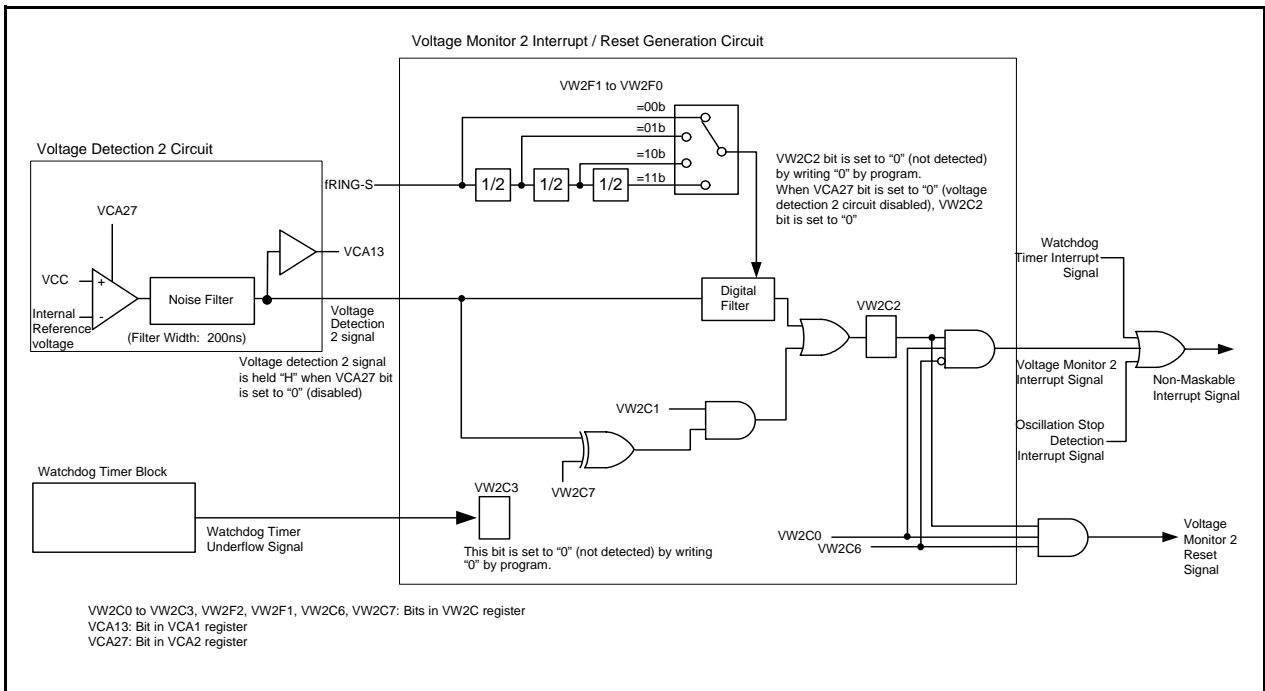 Voltage Monitor 2 Interrupt / Reset Generation Circuit
VW2F1 to VW2F0
=00b
=01b
=10b
=11b
fRING-S
1/2
1/2
1/2
VW2C2 bit is set to “0” (not detected)
by writing “0” by program.
When VCA27 bit is set to “0” (voltage
detection 2 circuit disabled), VW2C2
bit is set to “0”
Voltage Detection 2 Circuit
VCA27
VCA13
VCC
+
-
Internal
Reference
voltage
Noise Filter
(Filter Width: 200ns)
Voltage
Detection
2 signal
Voltage detection 2 signal
is held “H” when VCA27 bit
is set to “0” (disabled)
Digital
Filter
VW2C2
Watchdog
Timer Interrupt
Signal
Voltage Monitor 2
Interrupt Signal
Non-Maskable
Interrupt Signal
Oscillation Stop
Detection
Interrupt Signal
VW2C1
VW2C7
Watchdog Timer Block
Watchdog Timer
Underflow Signal
VW2C3
This bit is set to “0” (not detected) by writing
“0” by program.
VW2C0
VW2C6
Voltage
Monitor 2
Reset
Signal
VW2C0 to VW2C3, VW2F2, VW2F1, VW2C6, VW2C7: Bits in VW2C register
VCA13: Bit in VCA1 register
VCA27: Bit in VCA2 register